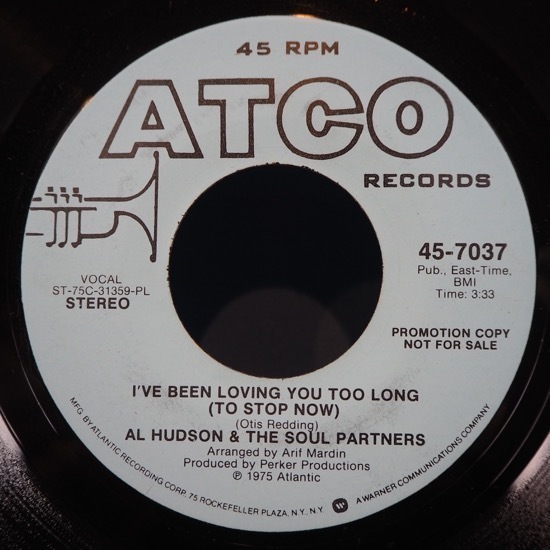 45 RPM
ATCO
RECORDS
45-7037
Pub., East-Time,
BMI
Time: 3:33
VOCAL
ST-75C-31359-PL
STEREO
PROMOTION COPY
NOT FOR SALE
I'VE BEEN LOVING YOU TOO LONG
(TO STOP NOW)
(Otis Redding)
AL HUDSON & THE SOUL PARTNERS
Arranged by Arif Mardin
Produced by Perker Productions
℗ 1975 Atlantic
MFG. BY ATLANTIC RECORDING CORP. 75 ROCKEFELLER PLAZA, N.Y. N.Y. A WARNER COMMUNICATIONS COMPANY